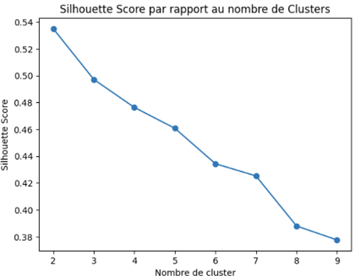 Silhouette Score par rapport au nombre de Clusters
0.54
0.52
0.50
0.48
0.46
0.44
0.42
0.40
0.38
Silhouette Score
2 3 4 5 6 7 8 9
Nombre de cluster